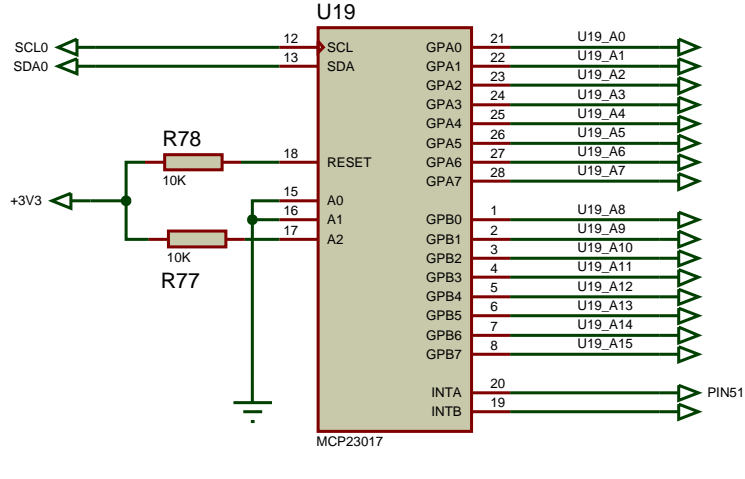 U19
SCL0 12 SCL GPA0 21 U19_A0
SDA0 13 SDA GPA1 22 U19_A1
GPA2 23 U19_A2
GPA3 24 U19_A3
GPA4 25 U19_A4
R78 GPA5 26 U19_A5
18 RESET GPA6 27 U19_A6
10K GPA7 28 U19_A7
+3V3 15 A0
16 A1 GPB0 1 U19_A8
17 A2 GPB1 2 U19_A9
10K GPB2 3 U19_A10
R77 GPB3 4 U19_A11
GPB4 5 U19_A12
GPB5 6 U19_A13
GPB6 7 U19_A14
GPB7 8 U19_A15
INTA 20 PIN51
INTB 19
MCP23017